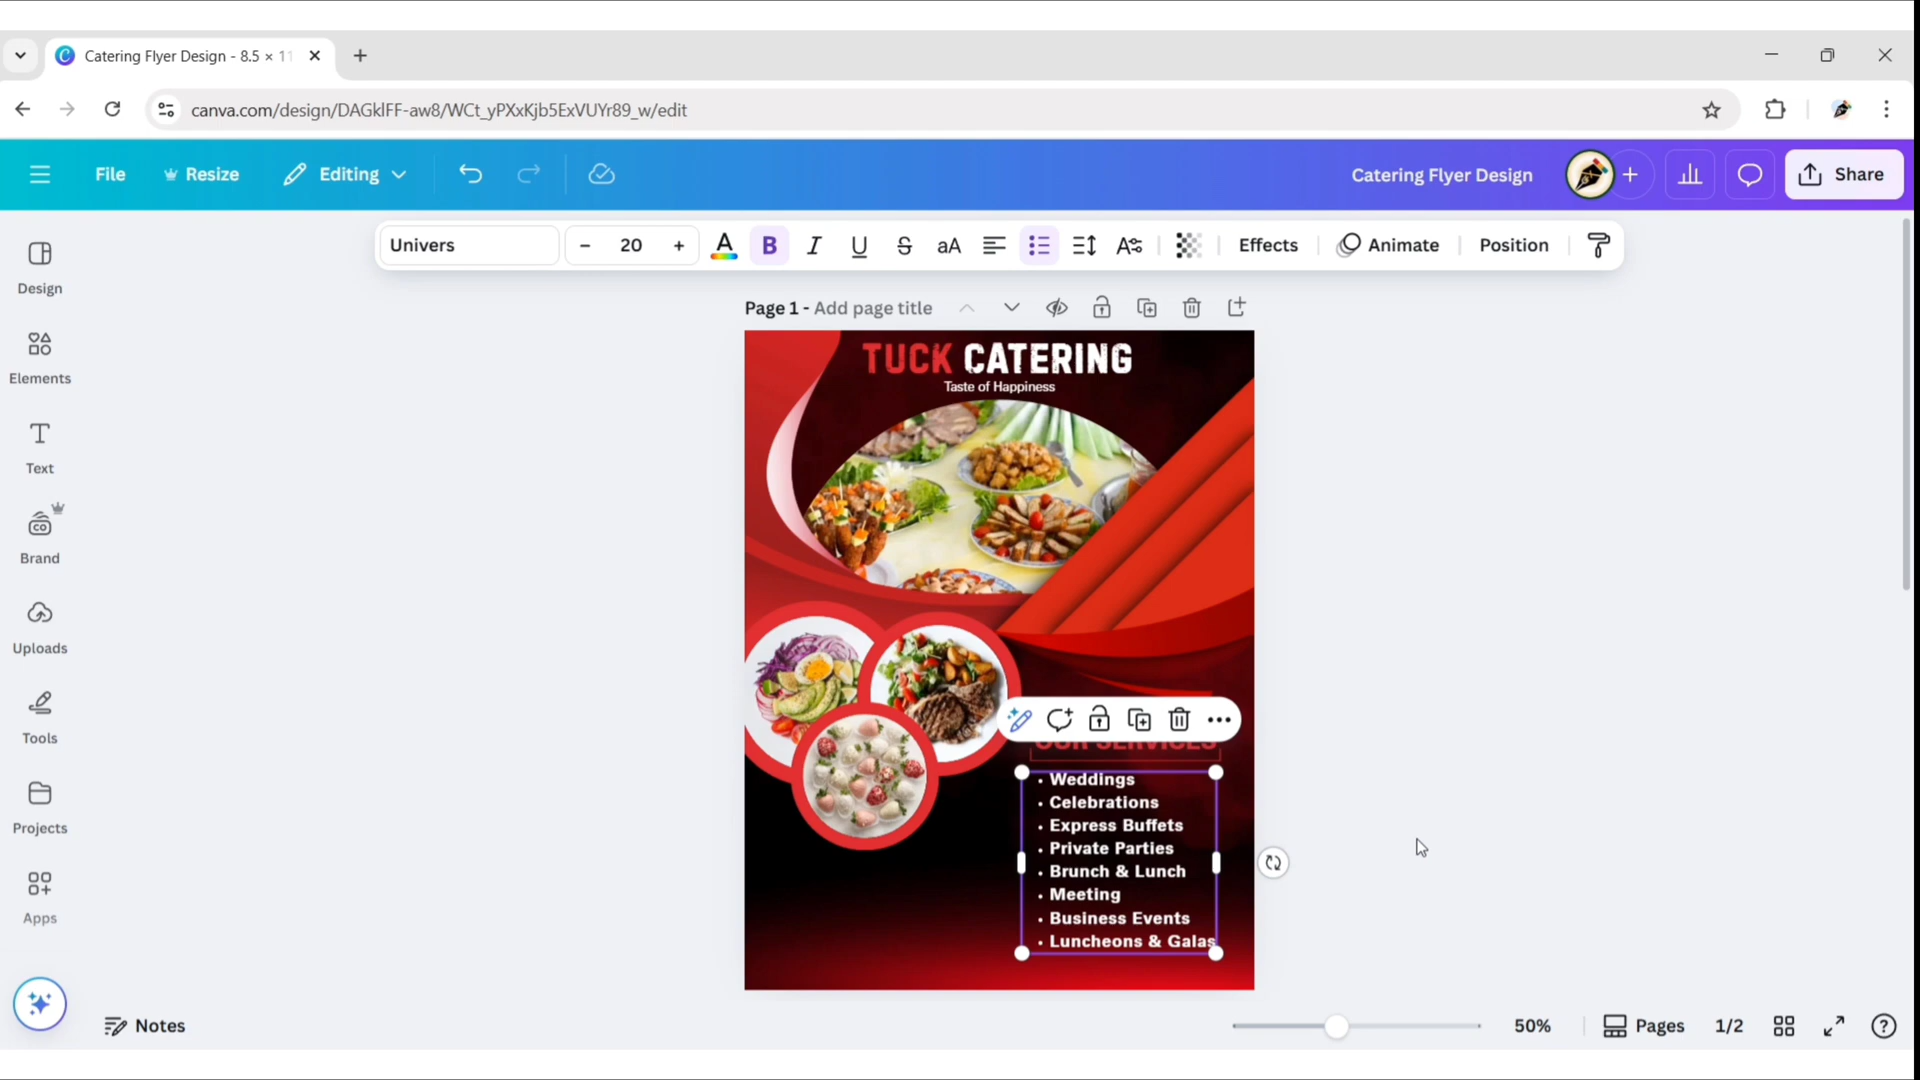 Catering Flyer Design - 8.5 × 11
canva.com/design/DAGklFF-aw8/WCt_yPXxKjb5ExVUYr89_w/edit
File
Resize
Editing
Catering Flyer Design
Share
Univers
20
A
B
I
U
S
aA
Effects
Animate
Position
Design
Elements
Text
Brand
Uploads
Tools
Projects
Apps
Page 1 - Add page title
TUCK CATERING
Taste of Happiness
OUR SERVICES
• Weddings
• Celebrations
• Express Buffets
• Private Parties
• Brunch & Lunch
• Meeting
• Business Events
• Luncheons & Galas
Notes
50%
Pages
1/2